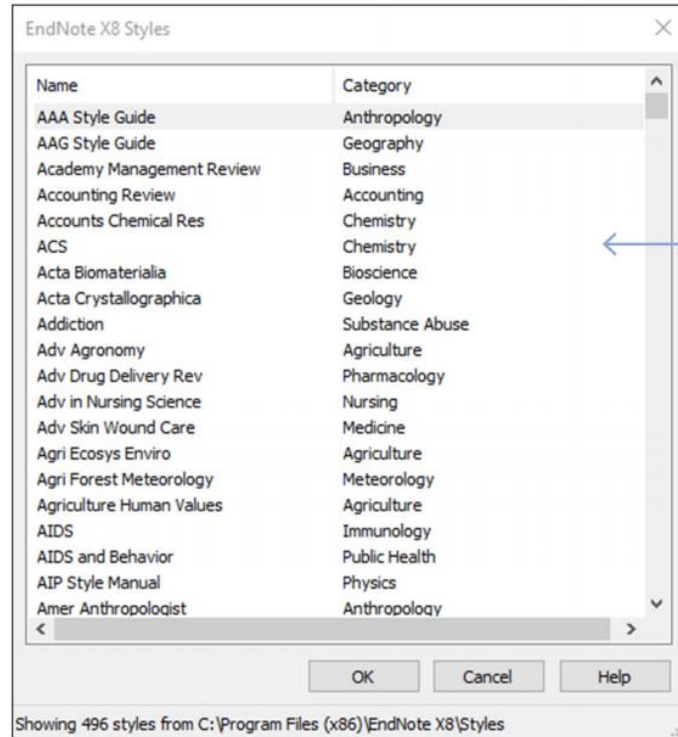 EndNote X8 Styles
Name Category
AAA Style Guide Anthropology
AAG Style Guide Geography
Academy Management Review Business
Accounting Review Accounting
Accounts Chemical Res Chemistry
ACS Chemistry
Acta Biomaterialia Bioscience
Acta Crystallographica Geology
Addiction Substance Abuse
Adv Agronomy Agriculture
Adv Drug Delivery Rev Pharmacology
Adv in Nursing Science Nursing
Adv Skin Wound Care Medicine
Agri Ecosys Enviro Agriculture
Agri Forest Meteorology Meteorology
Agriculture Human Values Agriculture
AIDS Immunology
AIDS and Behavior Public Health
AIP Style Manual Physics
Amer Anthropologist Anthropology
OK Cancel Help
Showing 496 styles from C:\Program Files (x86)\EndNote X8\Styles